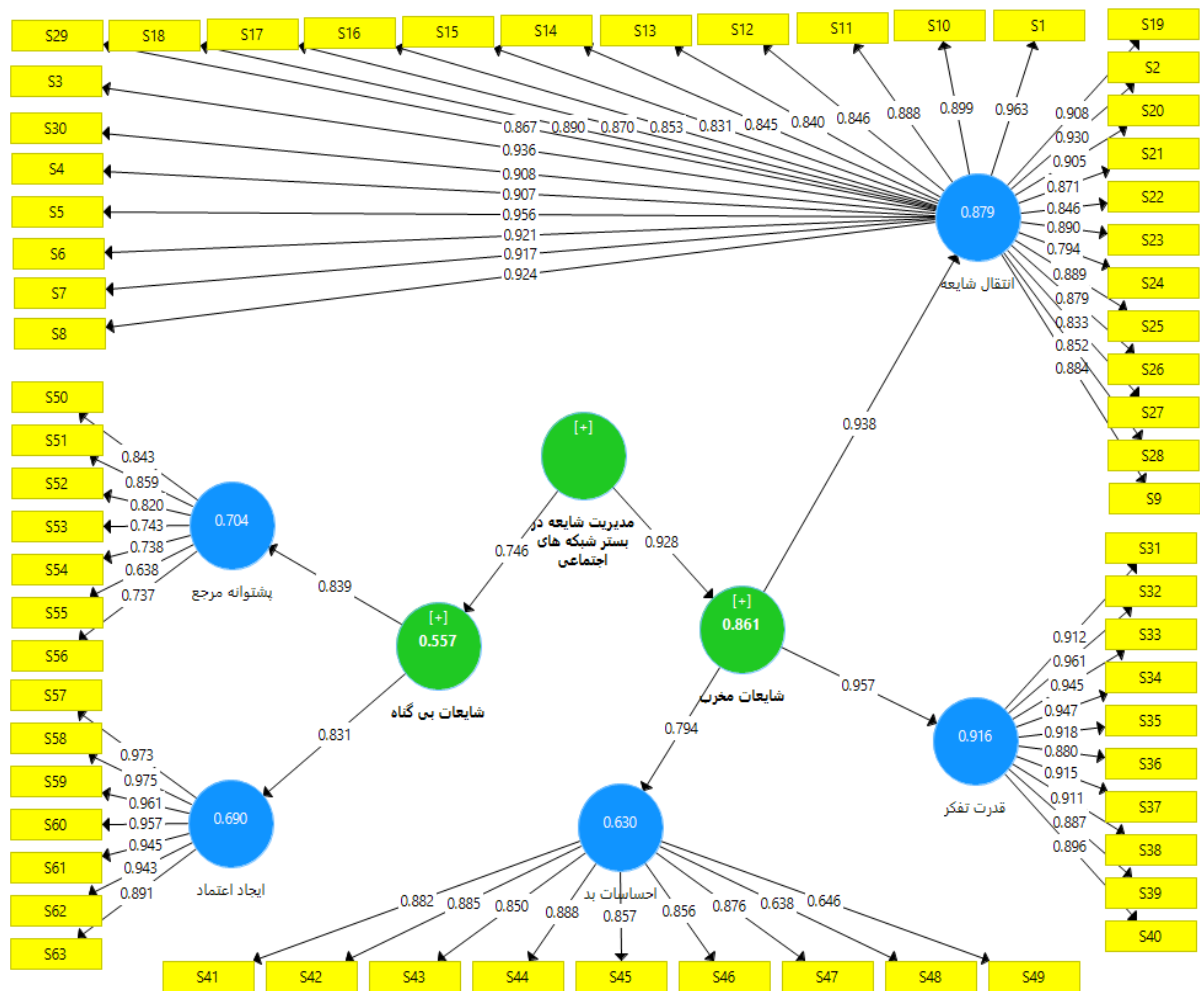 S29
S18
S17
S16
S15
S14
S13
S12
S11
S10
S1
S19
S3
S2
S30
S20
S4
S21
S5
S22
S6
S23
S7
S24
S8
S25
S26
S27
S28
S9
0.867
0.890
0.870
0.853
0.831
0.845
0.840
0.846
0.888
0.899
0.963
0.908
0.930
0.905
0.871
0.846
0.890
0.794
0.889
0.879
0.833
0.852
0.884
0.936
0.908
0.907
0.956
0.921
0.917
0.924
0.879
انتقال شایعه
0.938
[+]
مدیریت شایعه در
بستر شبکه های
اجتماعی
0.746
0.928
S50
S51
S52
S53
S54
S55
S56
0.843
0.859
0.820
0.743
0.738
0.638
0.737
0.704
پشتوانه مرجع
0.839
[+]
0.557
شایعات بی گناه
0.831
[+]
0.861
شایعات مخرب
0.957
0.794
S31
S32
S33
S34
S35
S36
S37
S38
S39
S40
0.912
0.961
0.945
0.947
0.918
0.880
0.915
0.911
0.887
0.896
0.916
قدرت تفکر
S57
S58
S59
S60
S61
S62
S63
0.973
0.975
0.961
0.957
0.945
0.943
0.891
0.690
ایجاد اعتماد
0.630
احساسات بد
0.882
0.885
0.850
0.888
0.857
0.856
0.876
0.638
0.646
S41
S42
S43
S44
S45
S46
S47
S48
S49